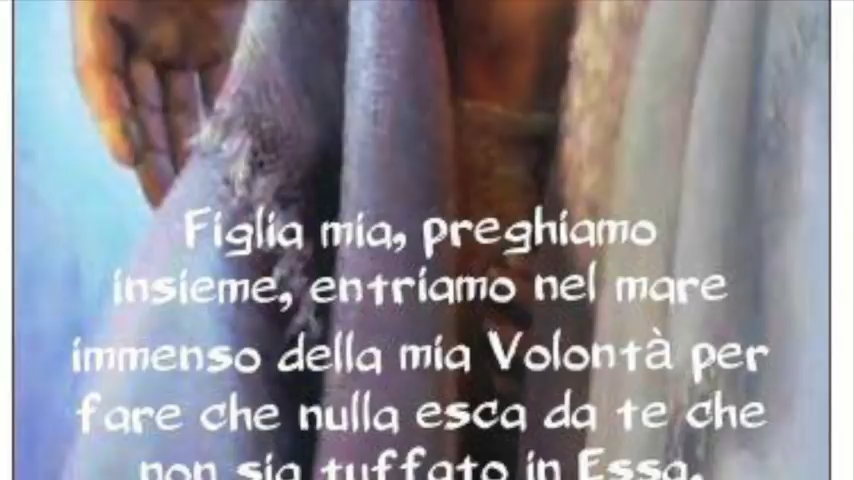 Figlia mia, preghiamo
insieme, entriamo nel mare
immenso della mia Volontà per
fare che nulla esca da te che
non sia tuffato in Essa.